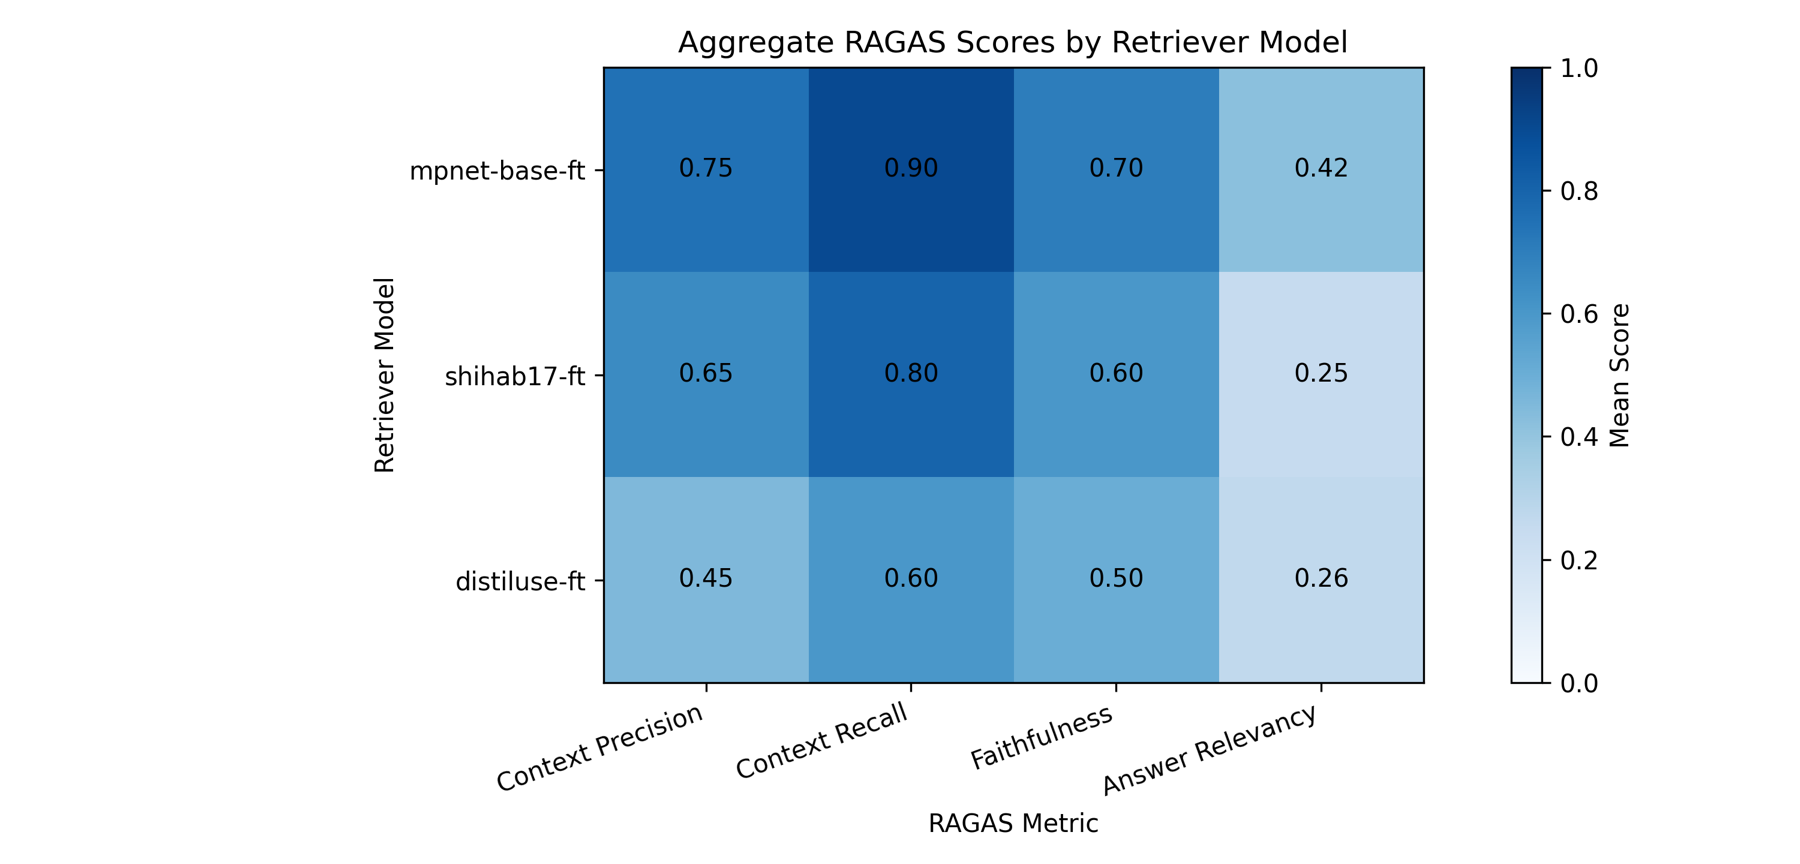 Aggregate RAGAS Scores by Retriever Model
Retriever Model
mpnet-base-ft 0.75 0.90 0.70 0.42
shihab17-ft 0.65 0.80 0.60 0.25
distiluse-ft 0.45 0.60 0.50 0.26
Context Precision Context Recall Faithfulness Answer Relevancy
RAGAS Metric
1.0
0.8
0.6
0.4
0.2
0.0
Mean Score